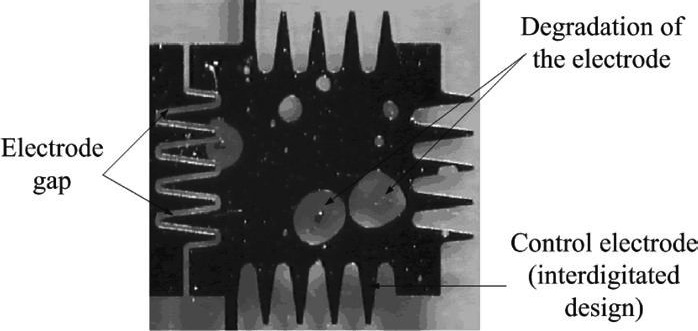 Degradation of
the electrode
Electrode
gap
Control electrode
(interdigitated
design)